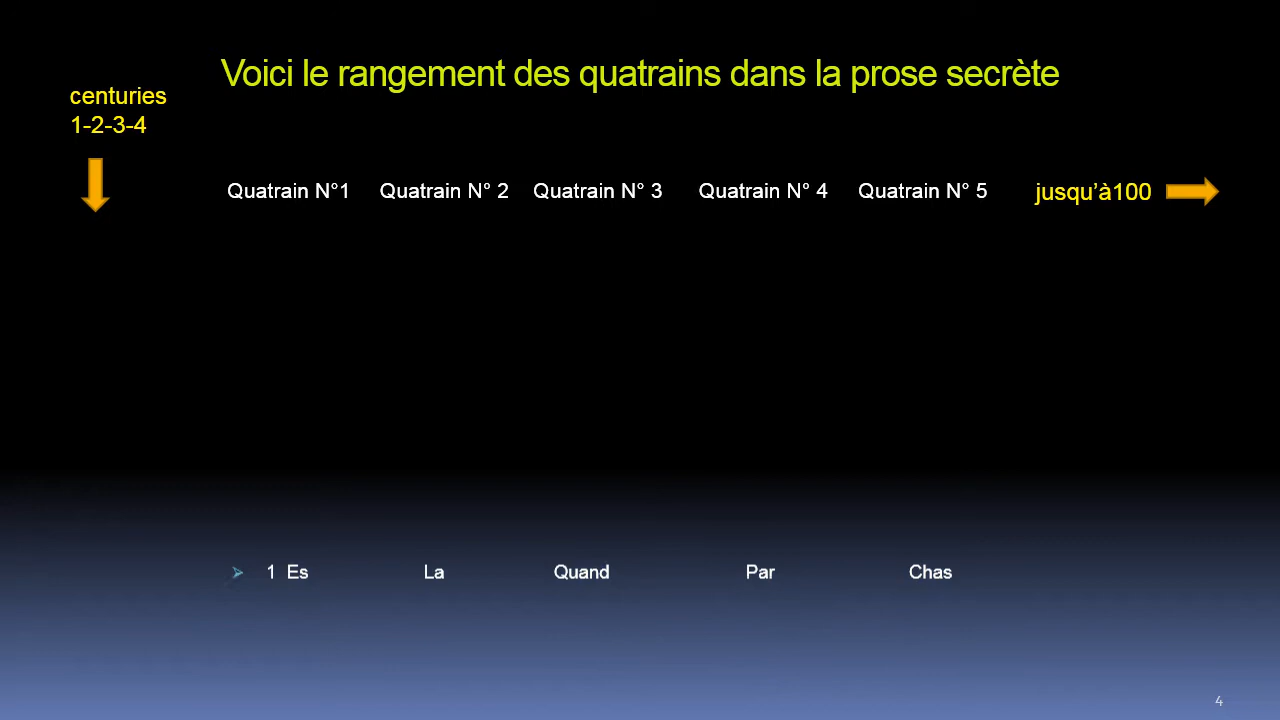 Voici le rangement des quatrains dans la prose secrète
centuries
1-2-3-4
Quatrain N°1 Quatrain N° 2 Quatrain N° 3 Quatrain N° 4 Quatrain N° 5 jusqu’à100
1 Es La Quand Par Chas
4